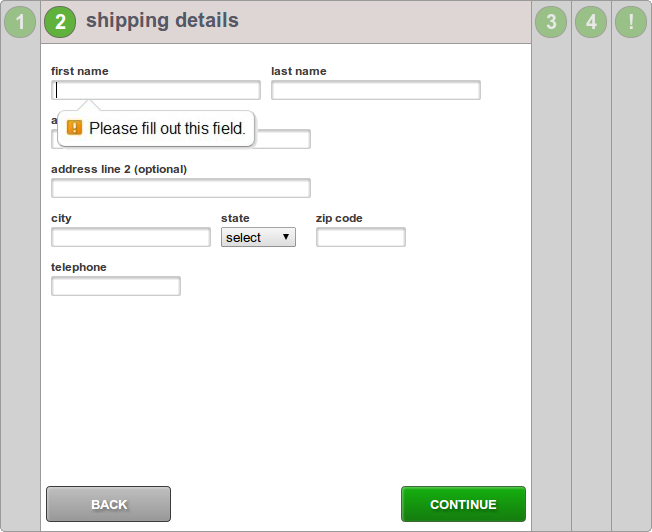 1 2 shipping details 3 4 !
first name last name
a
! Please fill out this field.
address line 2 (optional)
city state zip code
select
telephone
BACK CONTINUE